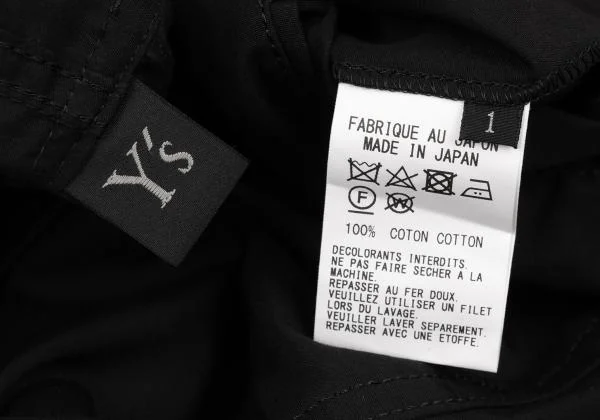 Y's
1
FABRIQUE AU JAPON
MADE IN JAPAN
F
W
100% COTON COTTON
DECOLORANTS INTERDITS.
NE PAS FAIRE SECHER A LA
MACHINE.
REPASSER AU FER DOUX.
VEUILLEZ UTILISER UN FILET
LORS DU LAVAGE.
VEUILLER LAVER SEPAREMENT.
REPASSER AVEC UNE ETOFFE.